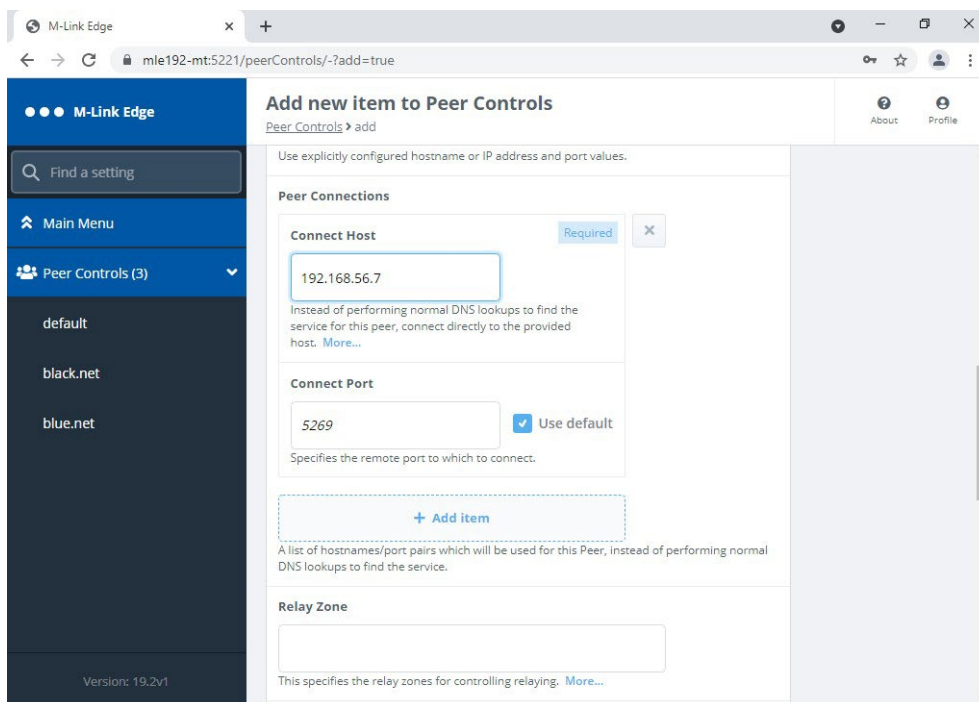 M-Link Edge
mle192-mt:5221/peerControls/-?add=true
M-Link Edge
Find a setting
Main Menu
Peer Controls (3)
default
black.net
blue.net
Version: 19.2v1
Add new item to Peer Controls
Peer Controls > add
About
Profile
Use explicitly configured hostname or IP address and port values.
Peer Connections
Connect Host
Required
192.168.56.7
Instead of performing normal DNS lookups to find the
service for this peer, connect directly to the provided
host. More...
Connect Port
5269
Use default
Specifies the remote port to which to connect.
+ Add item
A list of hostnames/port pairs which will be used for this Peer, instead of performing normal
DNS lookups to find the service.
Relay Zone
This specifies the relay zones for controlling relaying. More...